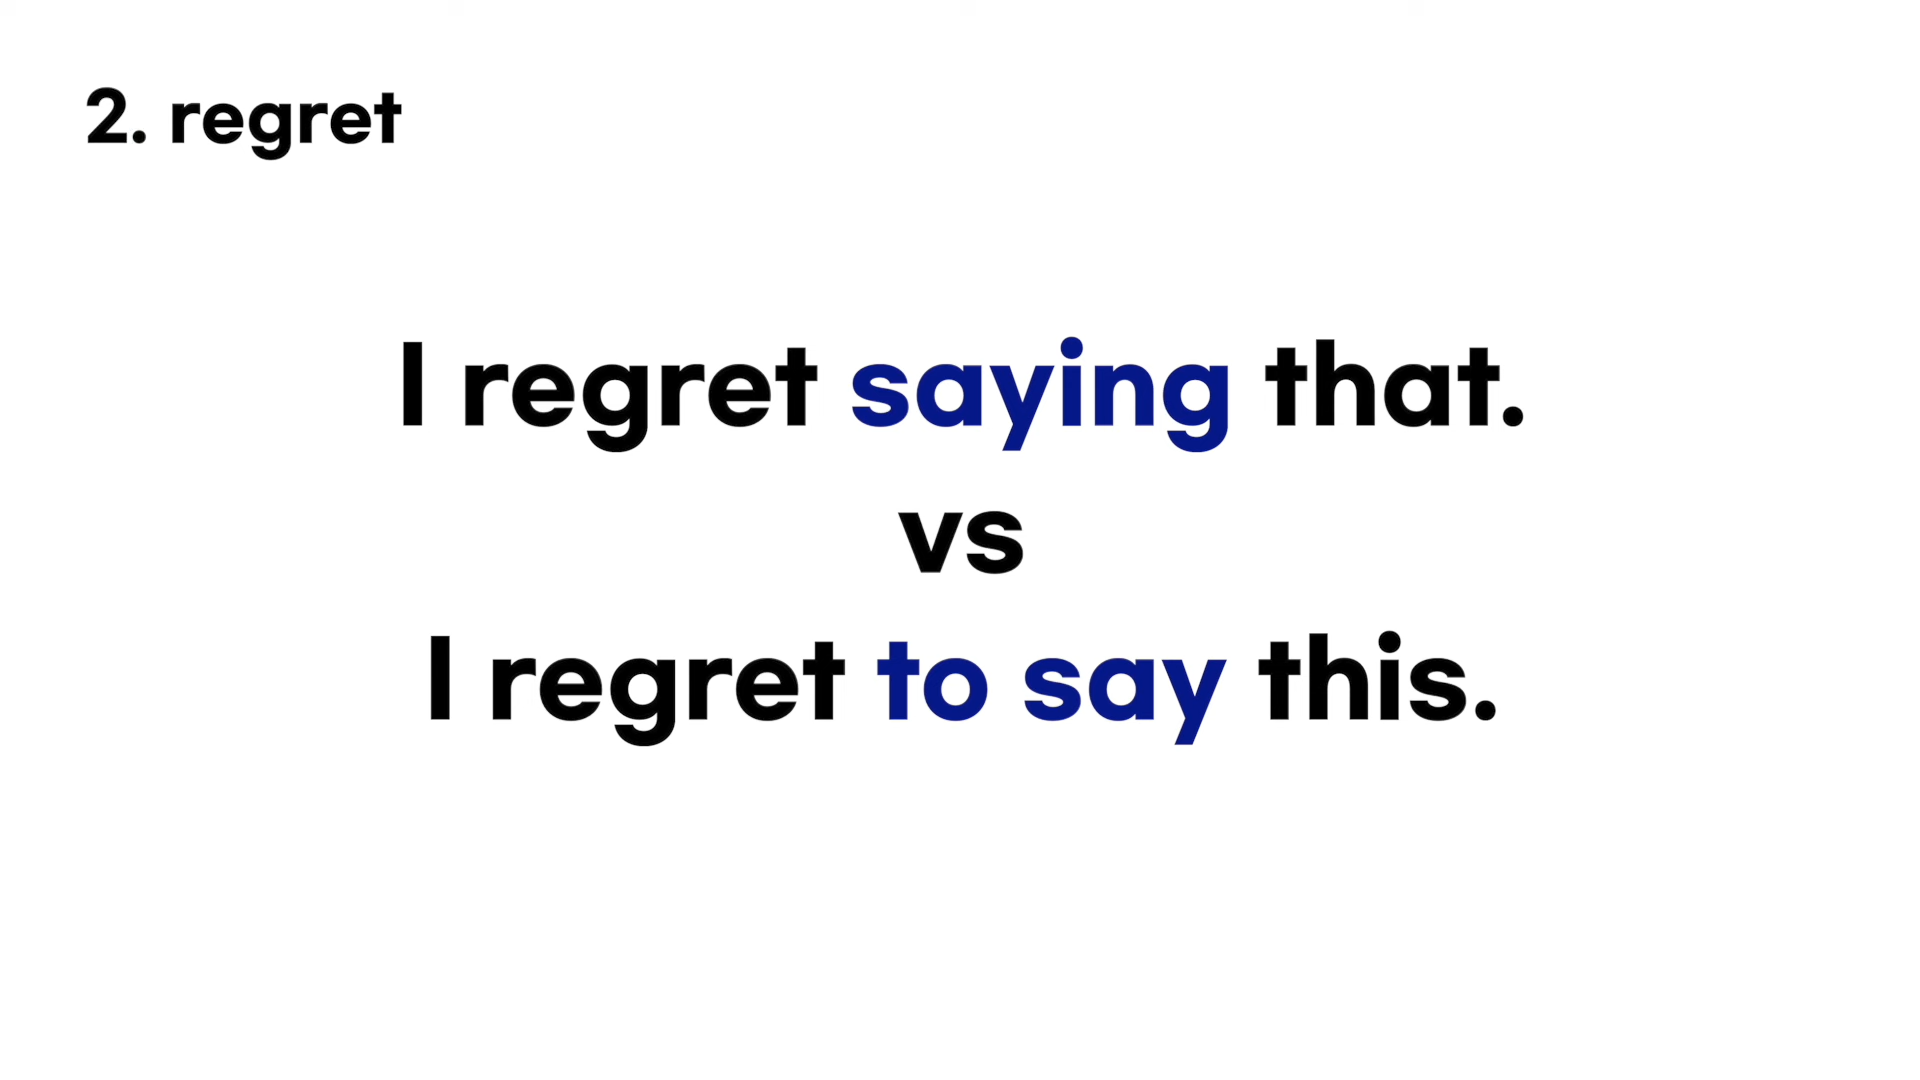 2. regret
I regret saying that.
vs
I regret to say this.